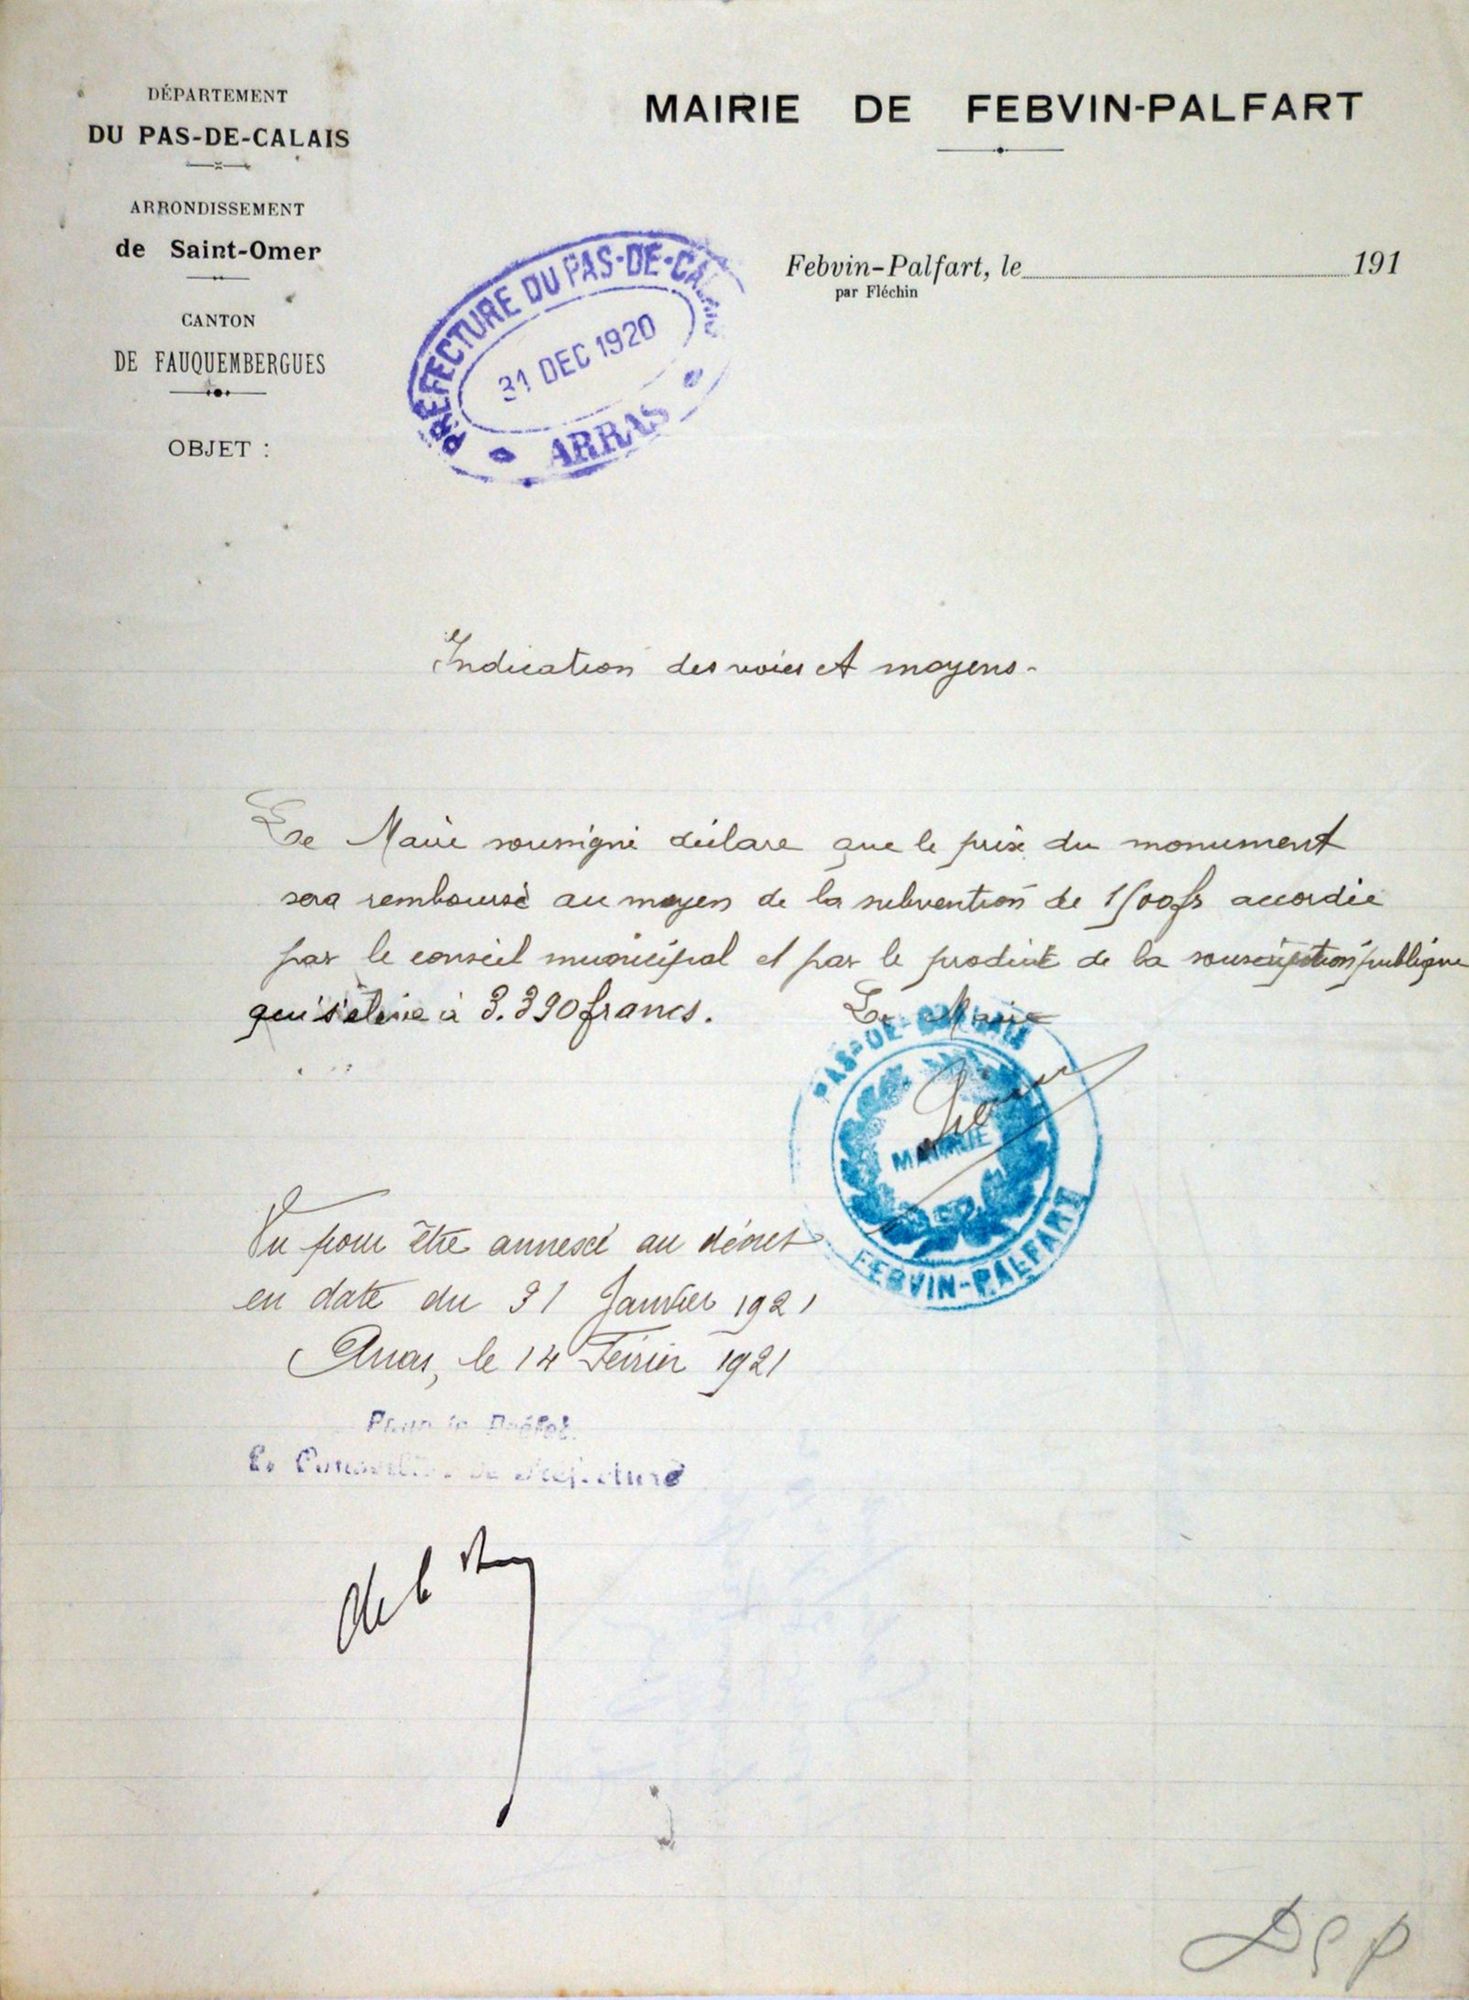 DÉPARTEMENT
DU PAS-DE-CALAIS
ARRONDISSEMENT
de Saint-Omer
CANTON
DE FAUQUEMBERGUES
OBJET :
MAIRIE DE FEBVIN-PALFART
Febvin-Palfart, le 191
par Fléchin
PRÉFECTURE DU PAS-DE-CALAIS
31 DEC 1920
ARRAS
Indication des voies et moyens.
Le Maire soussigné déclare que le prix du monument
sera remboursé au moyen de la subvention de 1500fs accordée
par le conseil municipal et par le produit de la souscription publique
qui s'élève à 3.390 francs.
Le Maire
PAS-DE-CALAIS
MAIRIE
FEBVIN-PALFART
Vu pour être annexé au décret
en date du 31 Janvier 1921
Arras, le 14 Février 1921
Pour le Préfet.
Le Conseiller de Préfecture